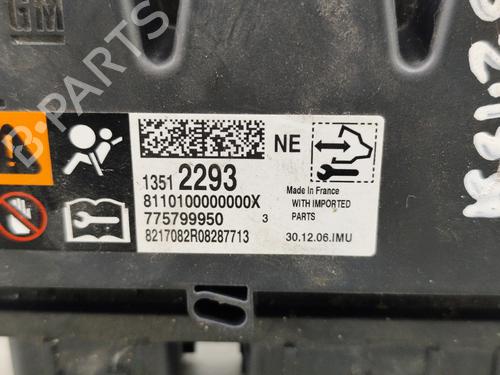 GM
B-PARTS
NE
1351 2293
8110100000000X
775799950 3
8217082R08287713
Made in France
WITH IMPORTED
PARTS
30.12.06.IMU